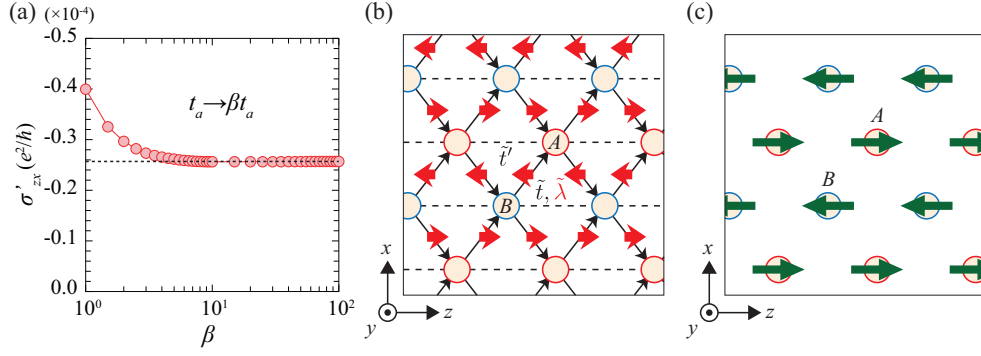 (a)
(×10⁻⁴)
-0.5
-0.4
-0.3
-0.2
-0.1
0.0
σ'zx (e²/h)
tₐ→βtₐ
10⁰
10¹
10²
β
(b)
A
t̃'
t̃, λ̃
B
x
y
z
(c)
A
B
x
y
z